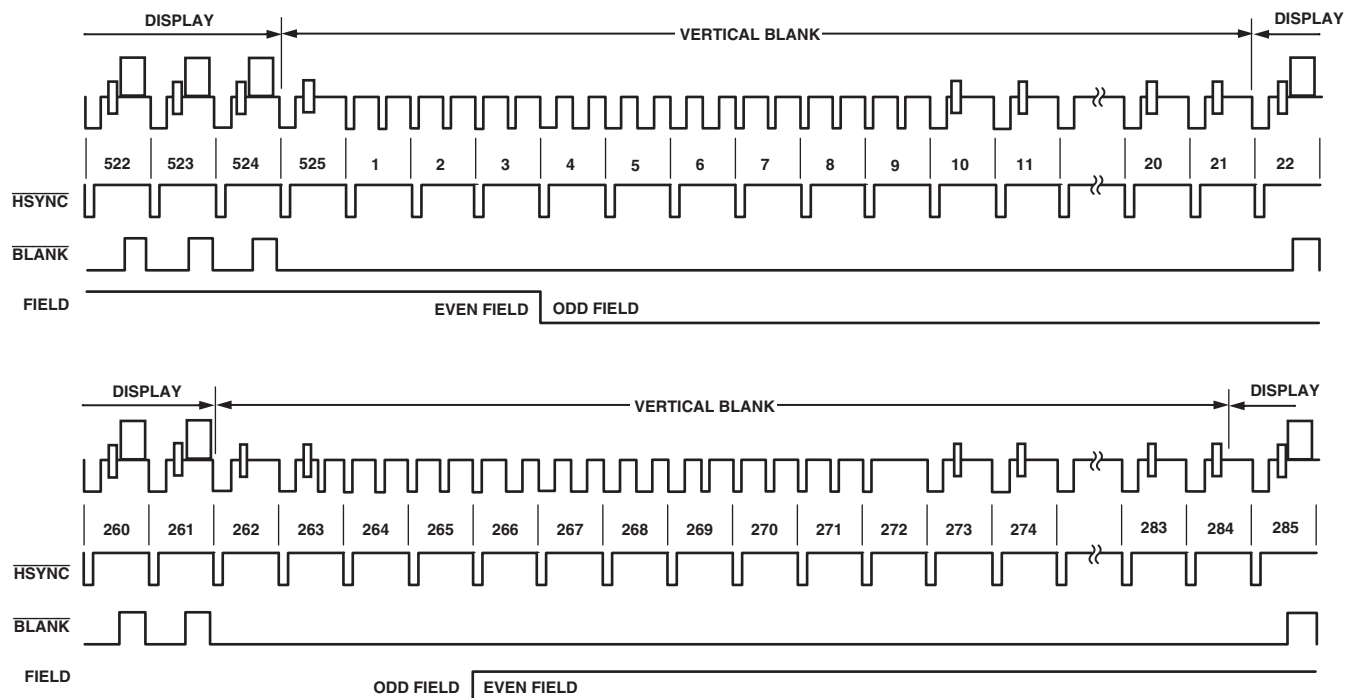 DISPLAY VERTICAL BLANK DISPLAY
522 523 524 525 1 2 3 4 5 6 7 8 9 10 11 20 21 22
HSYNC
BLANK
FIELD EVEN FIELD ODD FIELD
DISPLAY VERTICAL BLANK DISPLAY
260 261 262 263 264 265 266 267 268 269 270 271 272 273 274 283 284 285
HSYNC
BLANK
FIELD ODD FIELD EVEN FIELD